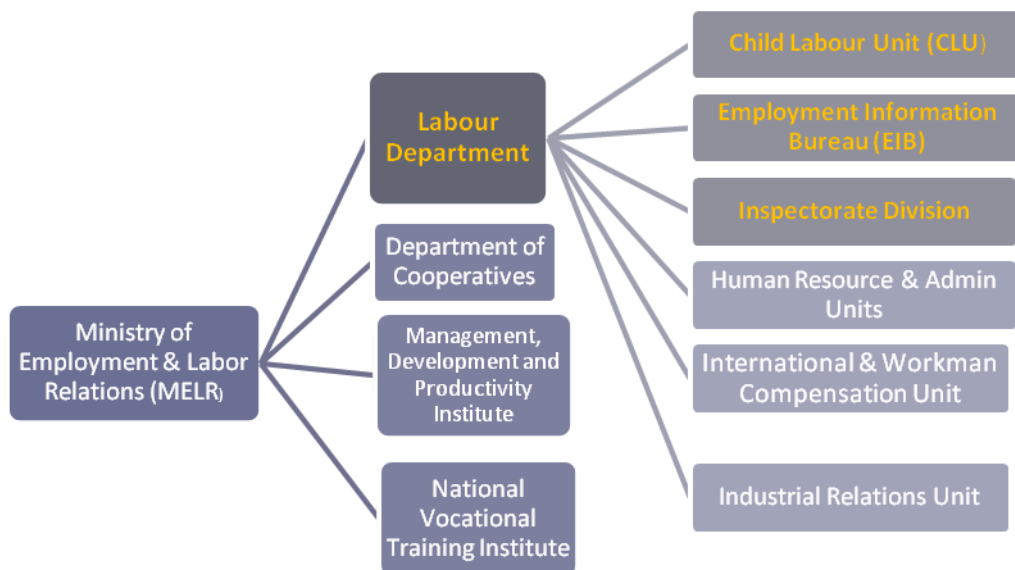 Ministry of
Employment & Labor
Relations (MELR)
Labour
Department
Department of
Cooperatives
Management,
Development and
Productivity
Institute
National
Vocational
Training Institute
Child Labour Unit (CLU)
Employment Information
Bureau (EIB)
Inspectorate Division
Human Resource & Admin
Units
International & Workman
Compensation Unit
Industrial Relations Unit